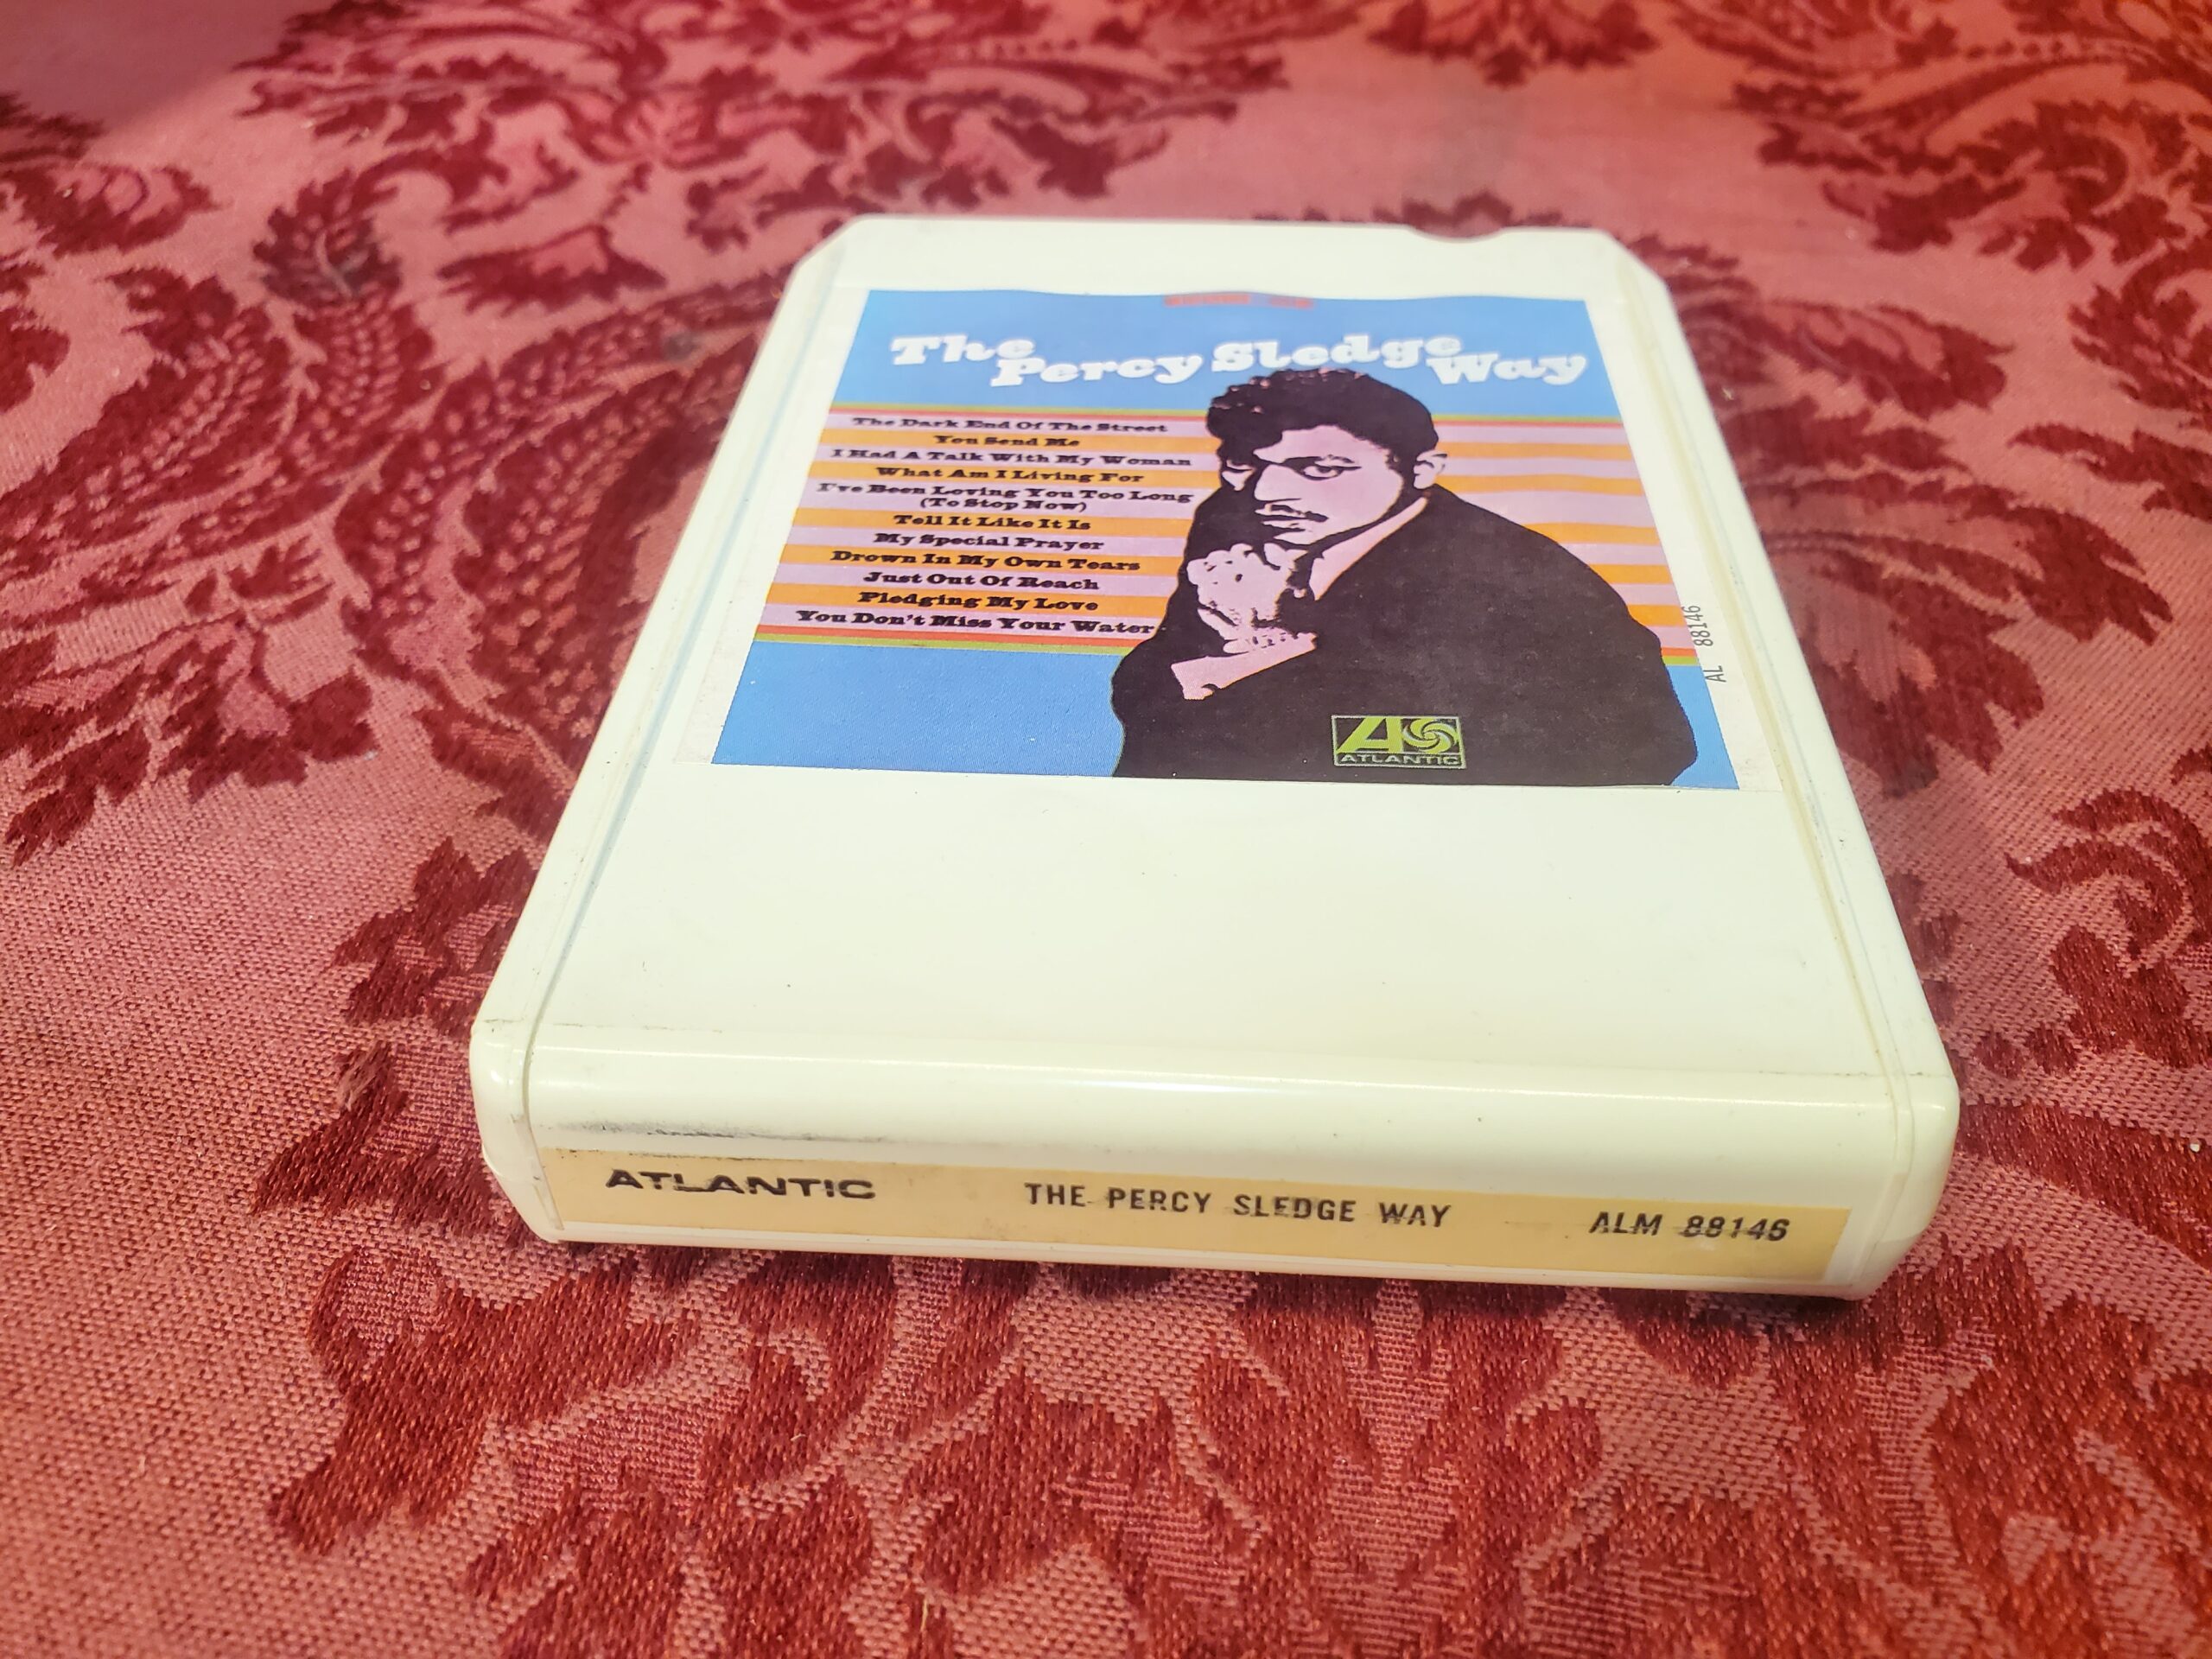 The Percy Sledge Way
The Dark End Of The Street
You Send Me
I Had A Talk With My Woman
What Am I Living For
I've Been Loving You Too Long
(To Stop Now)
Tell It Like It Is
My Special Prayer
Drown In My Own Tears
Just Out Of Reach
Pledging My Love
You Don't Miss Your Water
AL 88146
ATLANTIC
ATLANTIC THE PERCY SLEDGE WAY ALM 88146